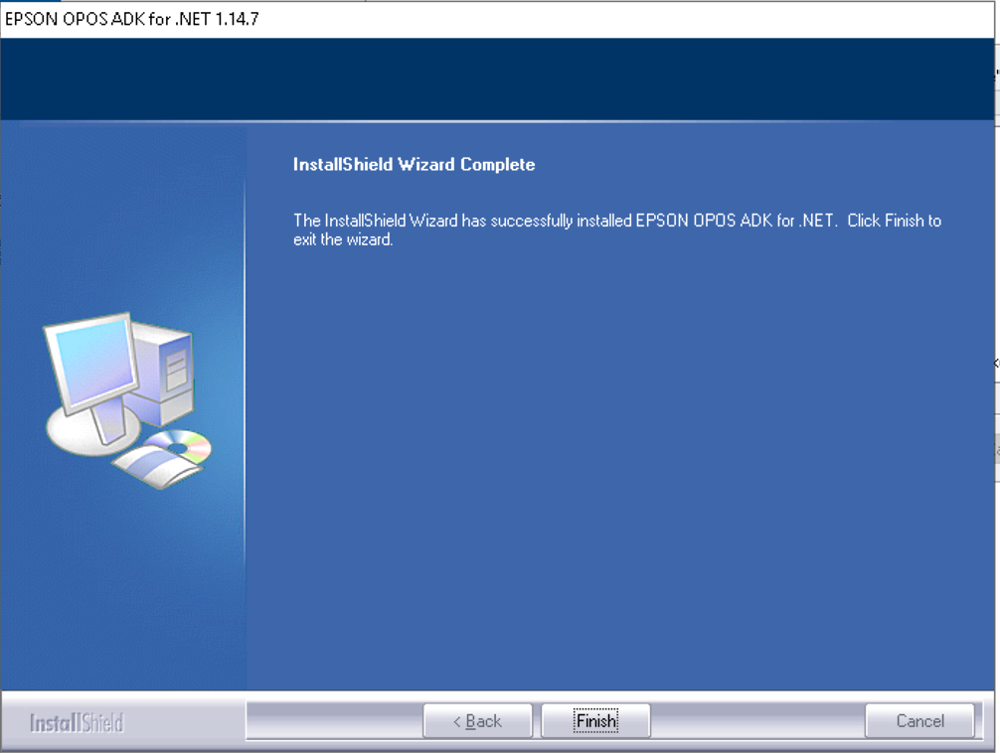 EPSON OPOS ADK for .NET 1.14.7
InstallShield Wizard Complete
The InstallShield Wizard has successfully installed EPSON OPOS ADK for .NET. Click Finish to
exit the wizard.
InstallShield
< Back
Finish
Cancel